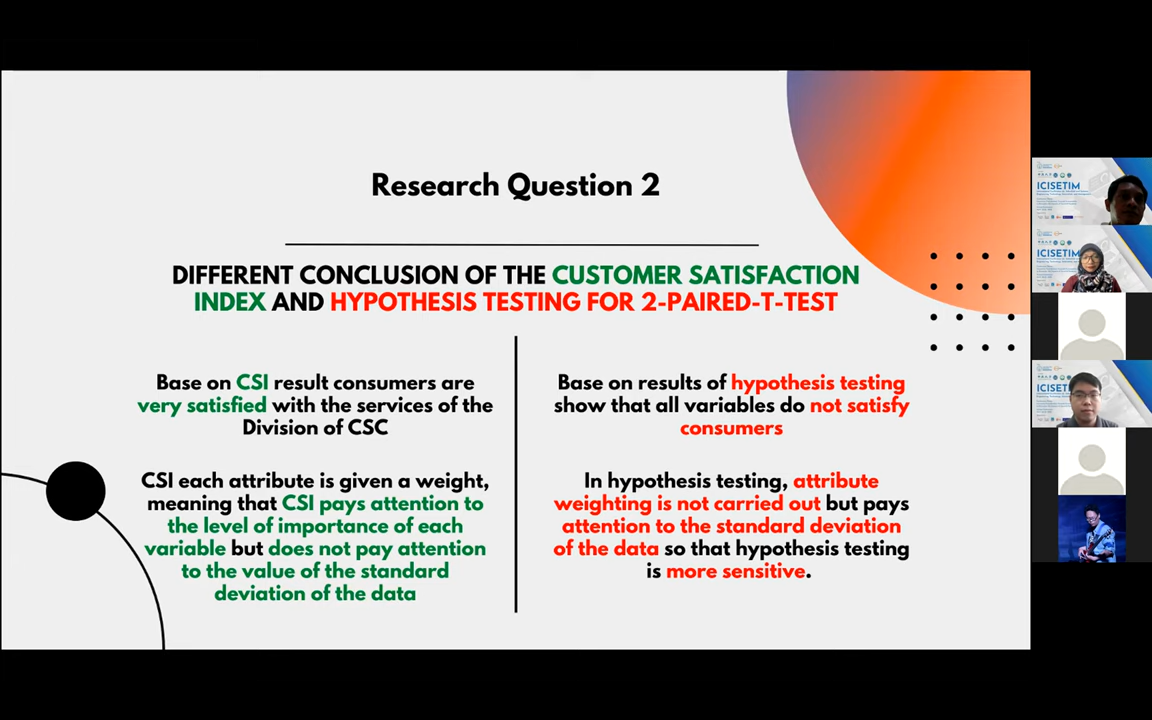 Research Question 2
DIFFERENT CONCLUSION OF THE CUSTOMER SATISFACTION
INDEX AND HYPOTHESIS TESTING FOR 2-PAIRED-T-TEST
Base on CSI result consumers are
very satisfied with the services of the
Division of CSC
CSI each attribute is given a weight,
meaning that CSI pays attention to
the level of importance of each
variable but does not pay attention
to the value of the standard
deviation of the data
Base on results of hypothesis testing
show that all variables do not satisfy
consumers
In hypothesis testing, attribute
weighting is not carried out but pays
attention to the standard deviation
of the data so that hypothesis testing
is more sensitive.
ICISETIM
ICISETIM
ICISE